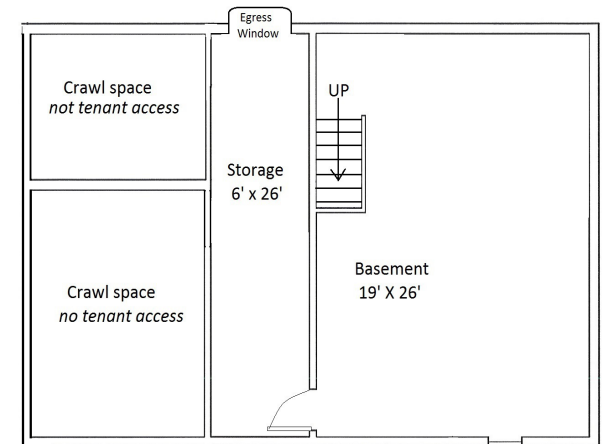 Egress
Window
Crawl space
not tenant access
UP
Storage
6' x 26'
Basement
19' X 26'
Crawl space
no tenant access